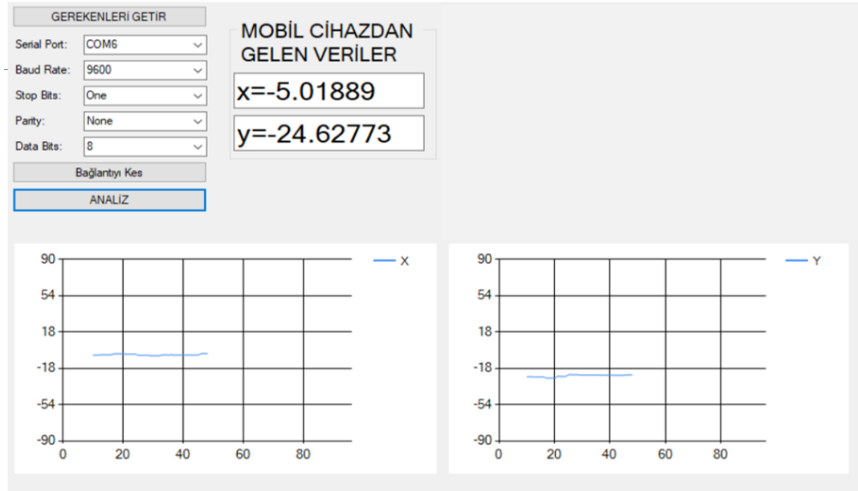 GEREKENLERİ GETİR
Serial Port: COM6
Baud Rate: 9600
Stop Bits: One
Parity: None
Data Bits: 8
Bağlantıyı Kes
ANALİZ
MOBİL CİHAZDAN
GELEN VERİLER
x=-5.01889
y=-24.62773
90
54
18
-18
-54
-90
0 20 40 60 80
X
90
54
18
-18
-54
-90
0 20 40 60 80
Y